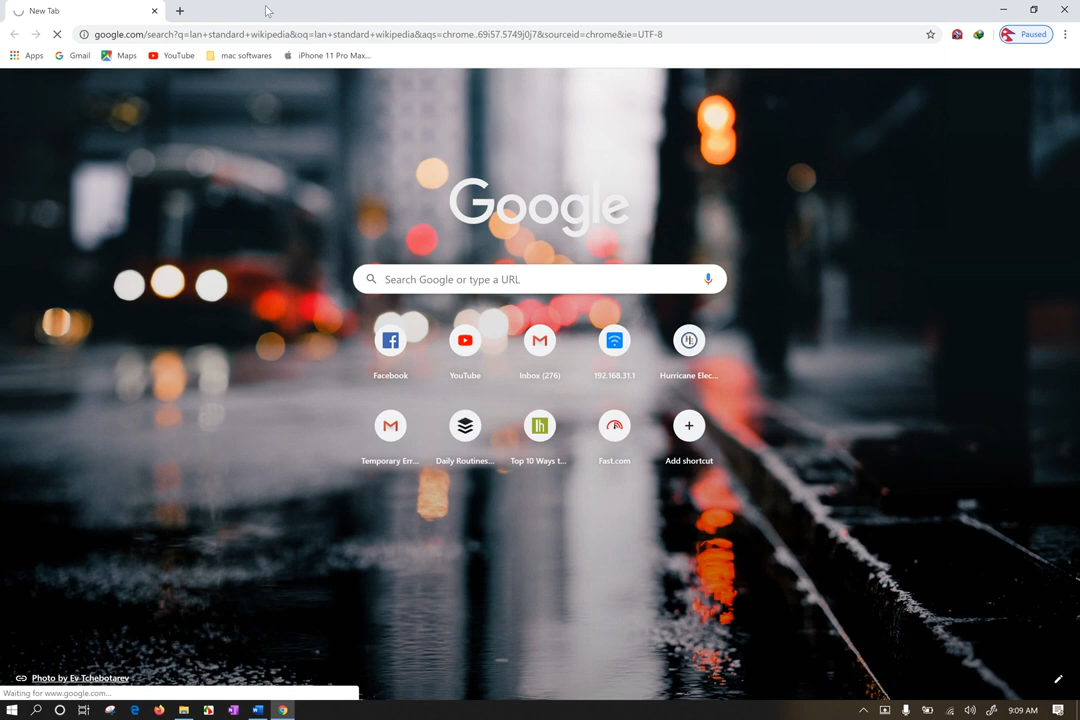 New Tab
google.com/search?q=lan+standard+wikipedia&oq=lan+standard+wikipedia&aqs=chrome..69i57.5749j0j7&sourceid=chrome&ie=UTF-8
Paused
Apps Gmail Maps YouTube mac softwares iPhone 11 Pro Max...
Google
Search Google or type a URL
Facebook YouTube Inbox (276) 192.168.31.1 Hurricane Elec...
Temporary Err... Daily Routines... Top 10 Ways t... Fast.com Add shortcut
Photo by Ev Tchebotarev
Waiting for www.google.com...
9:09 AM